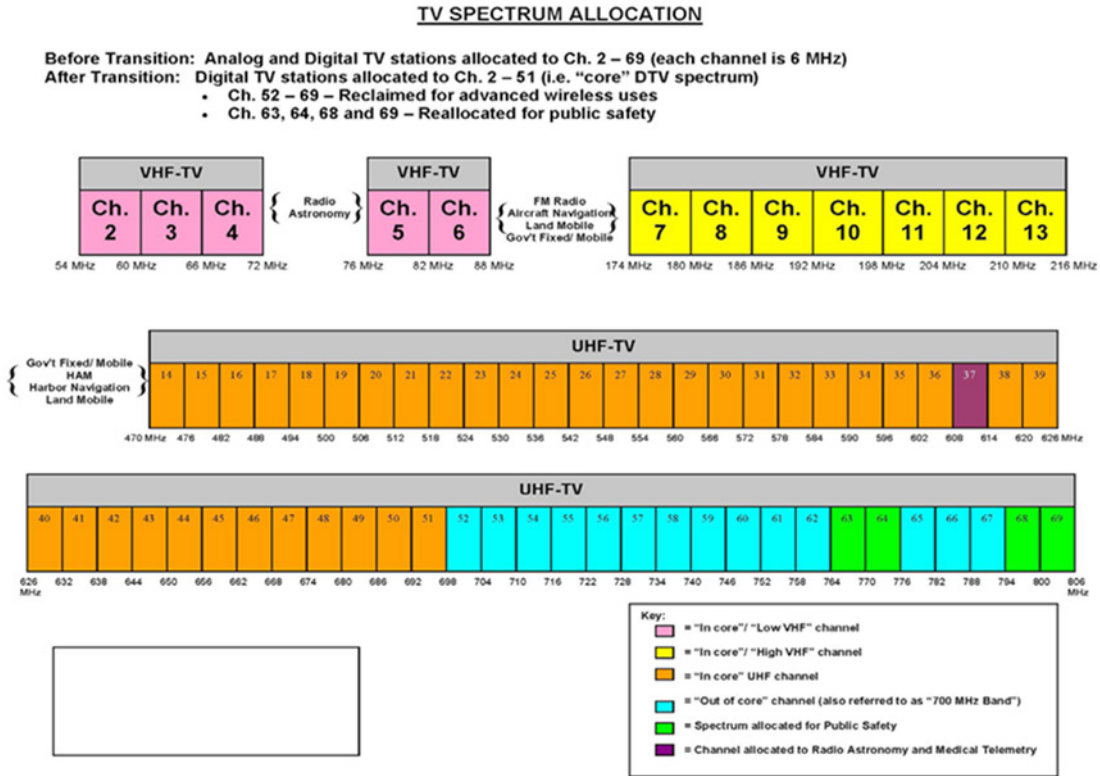 TV SPECTRUM ALLOCATION
Before Transition: Analog and Digital TV stations allocated to Ch. 2 – 69 (each channel is 6 MHz)
After Transition: Digital TV stations allocated to Ch. 2 – 51 (i.e. “core” DTV spectrum)
• Ch. 52 – 69 – Reclaimed for advanced wireless uses
• Ch. 63, 64, 68 and 69 – Reallocated for public safety
VHF-TV VHF-TV VHF-TV
Ch. 2 Ch. 3 Ch. 4 { Radio Astronomy } Ch. 5 Ch. 6 { FM Radio Aircraft Navigation Land Mobile Gov't Fixed/ Mobile } Ch. 7 Ch. 8 Ch. 9 Ch. 10 Ch. 11 Ch. 12 Ch. 13
54 MHz 60 MHz 66 MHz 72 MHz 76 MHz 82 MHz 88 MHz 174 MHz 180 MHz 186 MHz 192 MHz 198 MHz 204 MHz 210 MHz 216 MHz
UHF-TV
{ Gov't Fixed/ Mobile
HAM
Harbor Navigation
Land Mobile }
14 15 16 17 18 19 20 21 22 23 24 25 26 27 28 29 30 31 32 33 34 35 36 37 38 39
470 MHz 476 482 488 494 500 506 512 518 524 530 536 542 548 554 560 566 572 578 584 590 596 602 608 614 620 626 MHz
UHF-TV
40 41 42 43 44 45 46 47 48 49 50 51 52 53 54 55 56 57 58 59 60 61 62 63 64 65 66 67 68 69
626 MHz 632 638 644 650 656 662 668 674 680 686 692 698 704 710 716 722 728 734 740 746 752 758 764 770 776 782 788 794 800 806 MHz
Key:
= “In core”/ “Low VHF” channel
= “In core”/ “High VHF” channel
= “In core” UHF channel
= “Out of core” channel (also referred to as “700 MHz Band”)
= Spectrum allocated for Public Safety
= Channel allocated to Radio Astronomy and Medical Telemetry